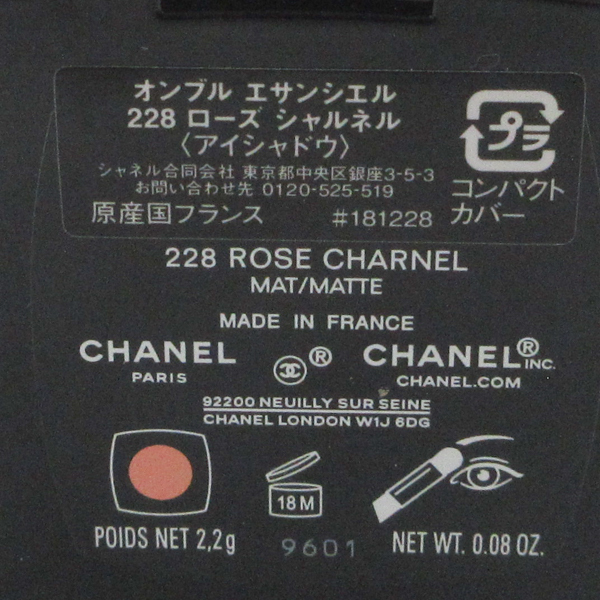 オンブル エサンシエル
228 ローズ シャルネル
〈アイシャドウ〉
シャネル合同会社 東京都中央区銀座3-5-3
お問い合わせ先 0120-525-519
原産国フランス #181228
プラ
コンパクト
カバー
228 ROSE CHARNEL
MAT/MATTE
MADE IN FRANCE
CHANEL ® CHANEL® INC.
PARIS CHANEL.COM
92200 NEUILLY SUR SEINE
CHANEL LONDON W1J 6DG
18 M
POIDS NET 2,2g 9601 NET WT. 0.08 OZ.